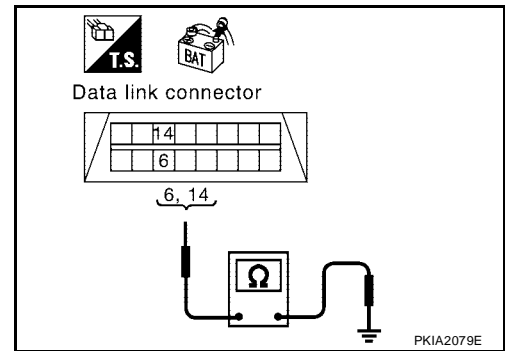 T.S.
BAT
Data link connector
14
6
6, 14
Ω
PKIA2079E